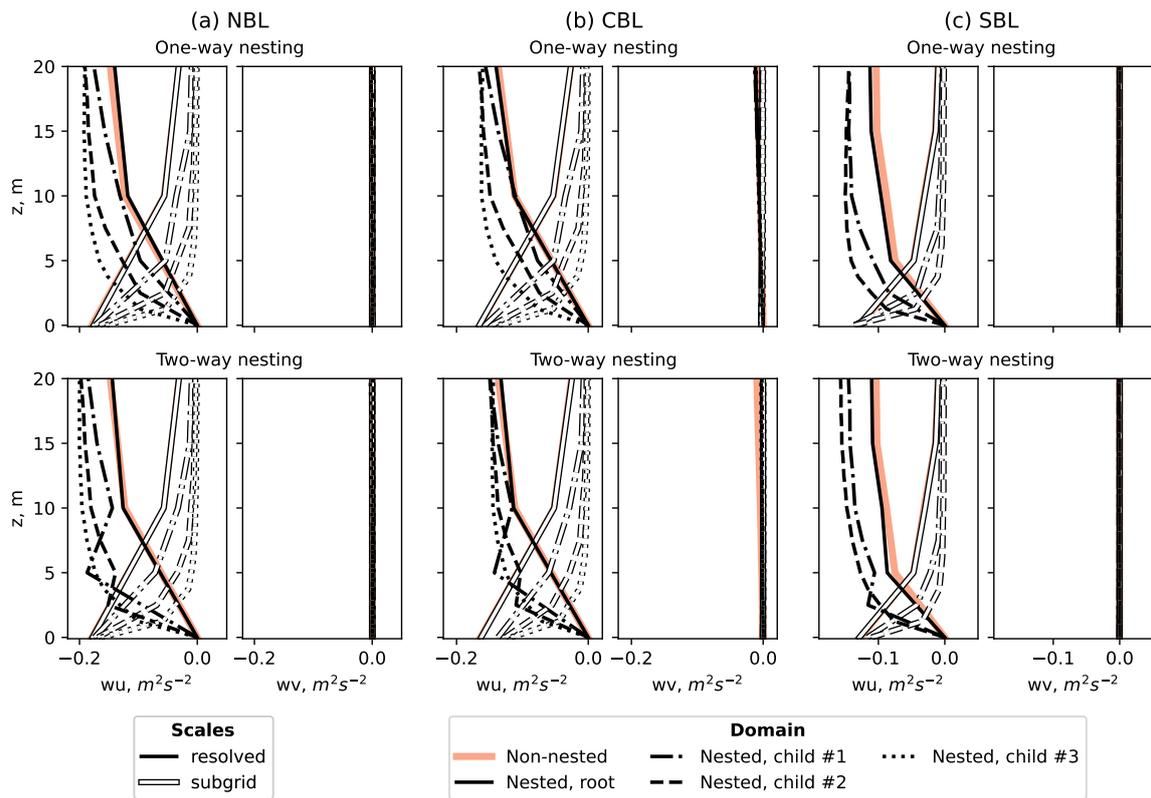 (a) NBL (b) CBL (c) SBL
One-way nesting One-way nesting One-way nesting
20
15
10
5
0
z, m
Two-way nesting Two-way nesting Two-way nesting
20
15
10
5
0
z, m
−0.2 0.0 −0.2 0.0 −0.2 0.0 −0.2 0.0 −0.1 0.0 −0.1 0.0
wu, m²s⁻² wv, m²s⁻² wu, m²s⁻² wv, m²s⁻² wu, m²s⁻² wv, m²s⁻²
Scales
resolved
subgrid
Domain
Non-nested
Nested, root
Nested, child #1
Nested, child #2
Nested, child #3